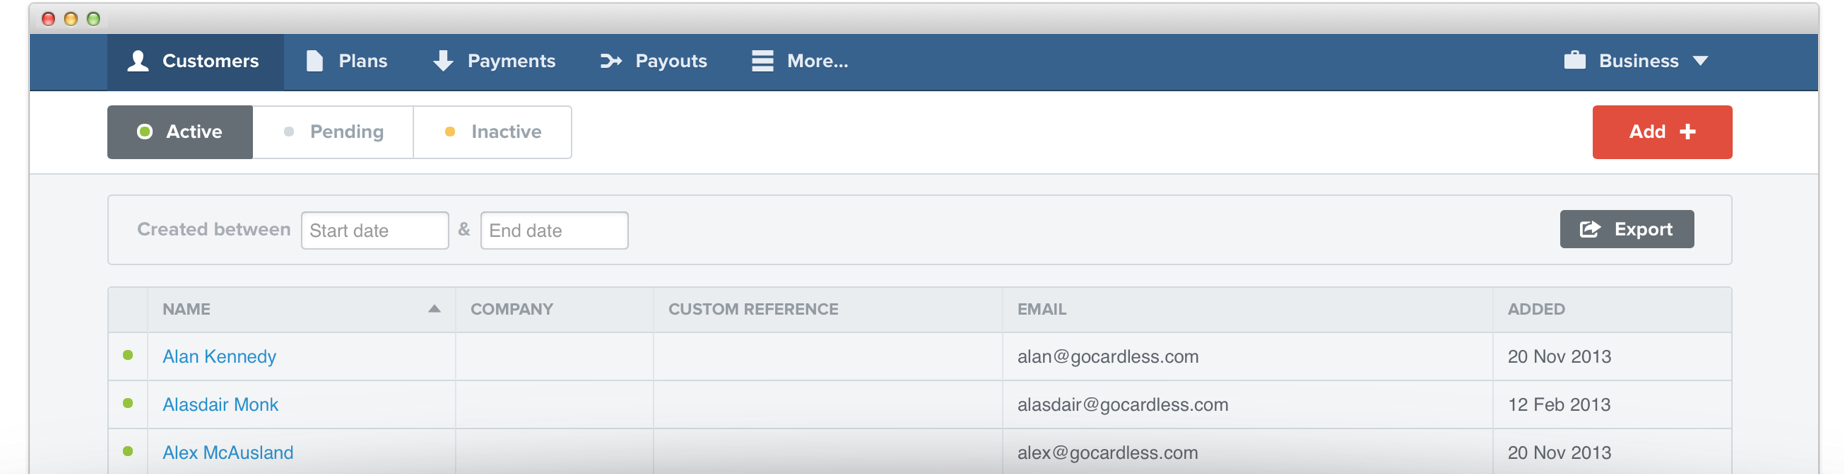 Customers Plans Payments Payouts More... Business
Active Pending Inactive Add
Created between Start date & End date Export
NAME COMPANY CUSTOM REFERENCE EMAIL ADDED
Alan Kennedy alan@gocardless.com 20 Nov 2013
Alasdair Monk alasdair@gocardless.com 12 Feb 2013
Alex McAusland alex@gocardless.com 20 Nov 2013